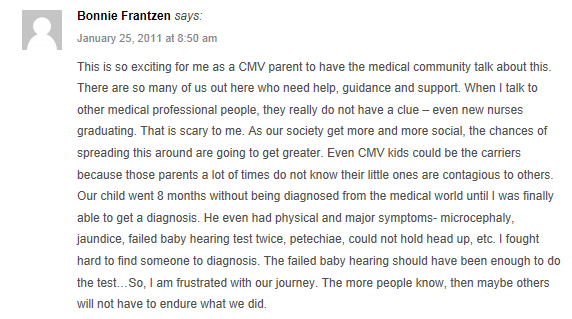 Bonnie Frantzen says:
January 25, 2011 at 8:50 am
This is so exciting for me as a CMV parent to have the medical community talk about this.
There are so many of us out here who need help, guidance and support. When I talk to
other medical professional people, they really do not have a clue – even new nurses
graduating. That is scary to me. As our society get more and more social, the chances of
spreading this around are going to get greater. Even CMV kids could be the carriers
because those parents a lot of times do not know their little ones are contagious to others.
Our child went 8 months without being diagnosed from the medical world until I was finally
able to get a diagnosis. He even had physical and major symptoms- microcephaly,
jaundice, failed baby hearing test twice, petechiae, could not hold head up, etc. I fought
hard to find someone to diagnosis. The failed baby hearing should have been enough to do
the test…So, I am frustrated with our journey. The more people know, then maybe others
will not have to endure what we did.